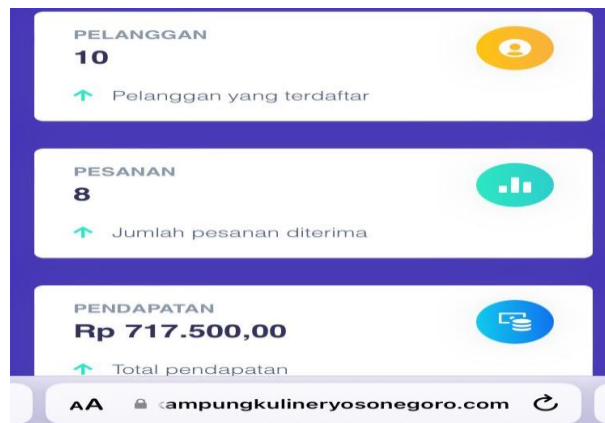 PELANGGAN
10
↑ Pelanggan yang terdaftar
PESANAN
8
↑ Jumlah pesanan diterima
PENDAPATAN
Rp 717.500,00
↑ Total pendapatan
AA ampungkulineryosonegoro.com